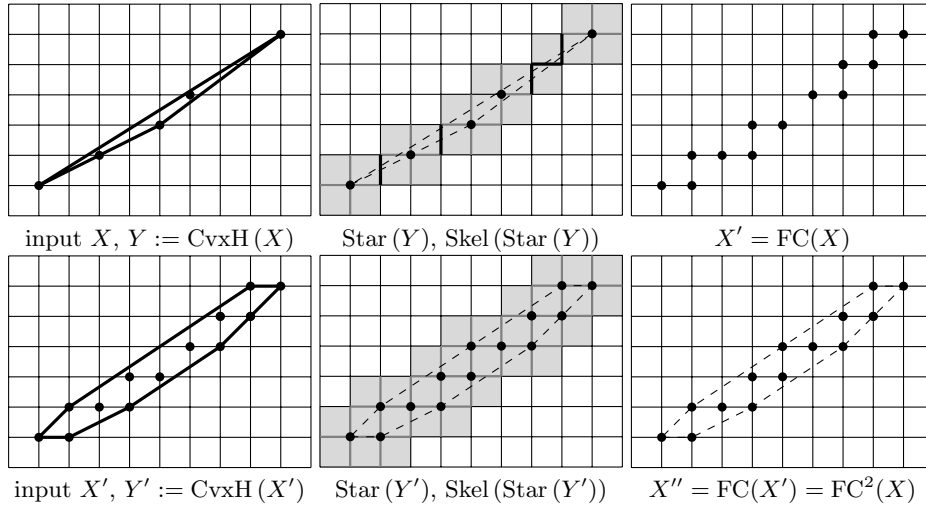 input X, Y := CvxH (X)
Star (Y), Skel(Star (Y))
X′ = FC(X)
input X′, Y′ := CvxH (X′)
Star (Y′), Skel(Star (Y′))
X″ = FC(X′) = FC²(X)